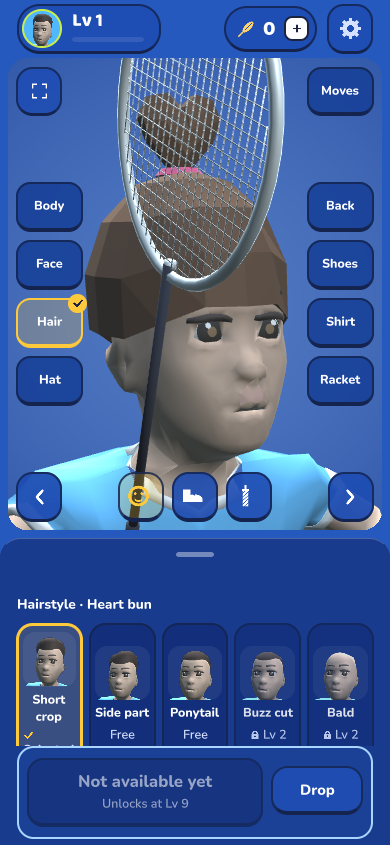 Lv 1
0
Moves
Body
Back
Face
Shoes
Hair
Shirt
Hat
Racket
Hairstyle · Heart bun
Short
crop
Side part
Free
Ponytail
Free
Buzz cut
Lv 2
Bald
Lv 2
Not available yet
Unlocks at Lv 9
Drop